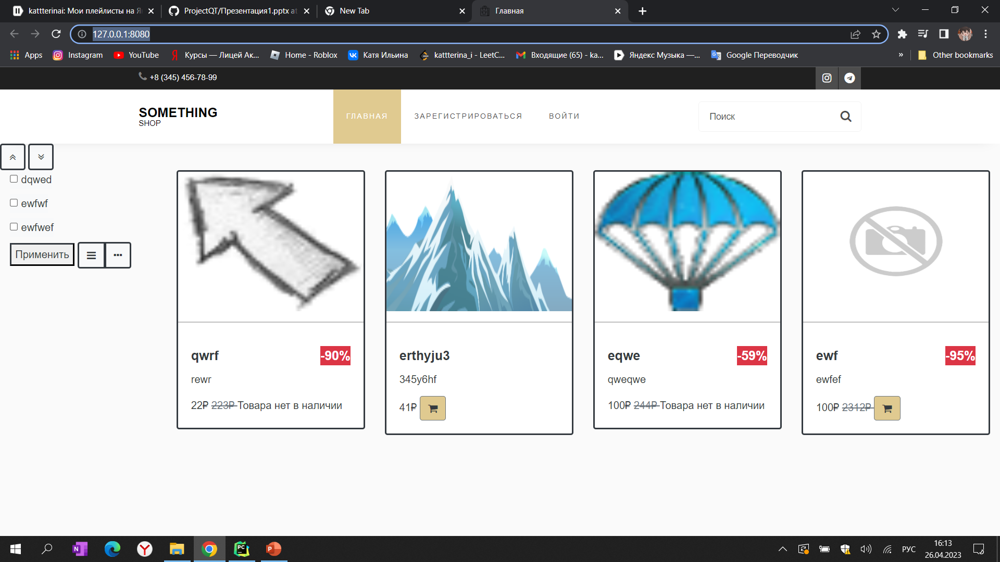 kattterinai: Мои плейлисты на Я
ProjectQT/Презентация1.pptx at
New Tab
Главная
127.0.0.1:8080
Apps
Instagram
YouTube
Курсы — Лицей Ак...
Home - Roblox
Катя Ильина
kattterina_i - LeetC...
Входящие (65) - ka...
Яндекс Музыка —...
Google Переводчик
»
Other bookmarks
+8 (345) 456-78-99
SOMETHING
SHOP
ГЛАВНАЯ
ЗАРЕГИСТРИРОВАТЬСЯ
ВОЙТИ
Поиск
dqwed
ewfwf
ewfwef
Применить
qwrf
-90%
rewr
22₽ 223₽ Товара нет в наличии
erthyju3
345y6hf
41₽
eqwe
-59%
qweqwe
100₽ 244₽ Товара нет в наличии
ewf
-95%
ewfef
100₽ 2312₽
РУС
16:13
26.04.2023